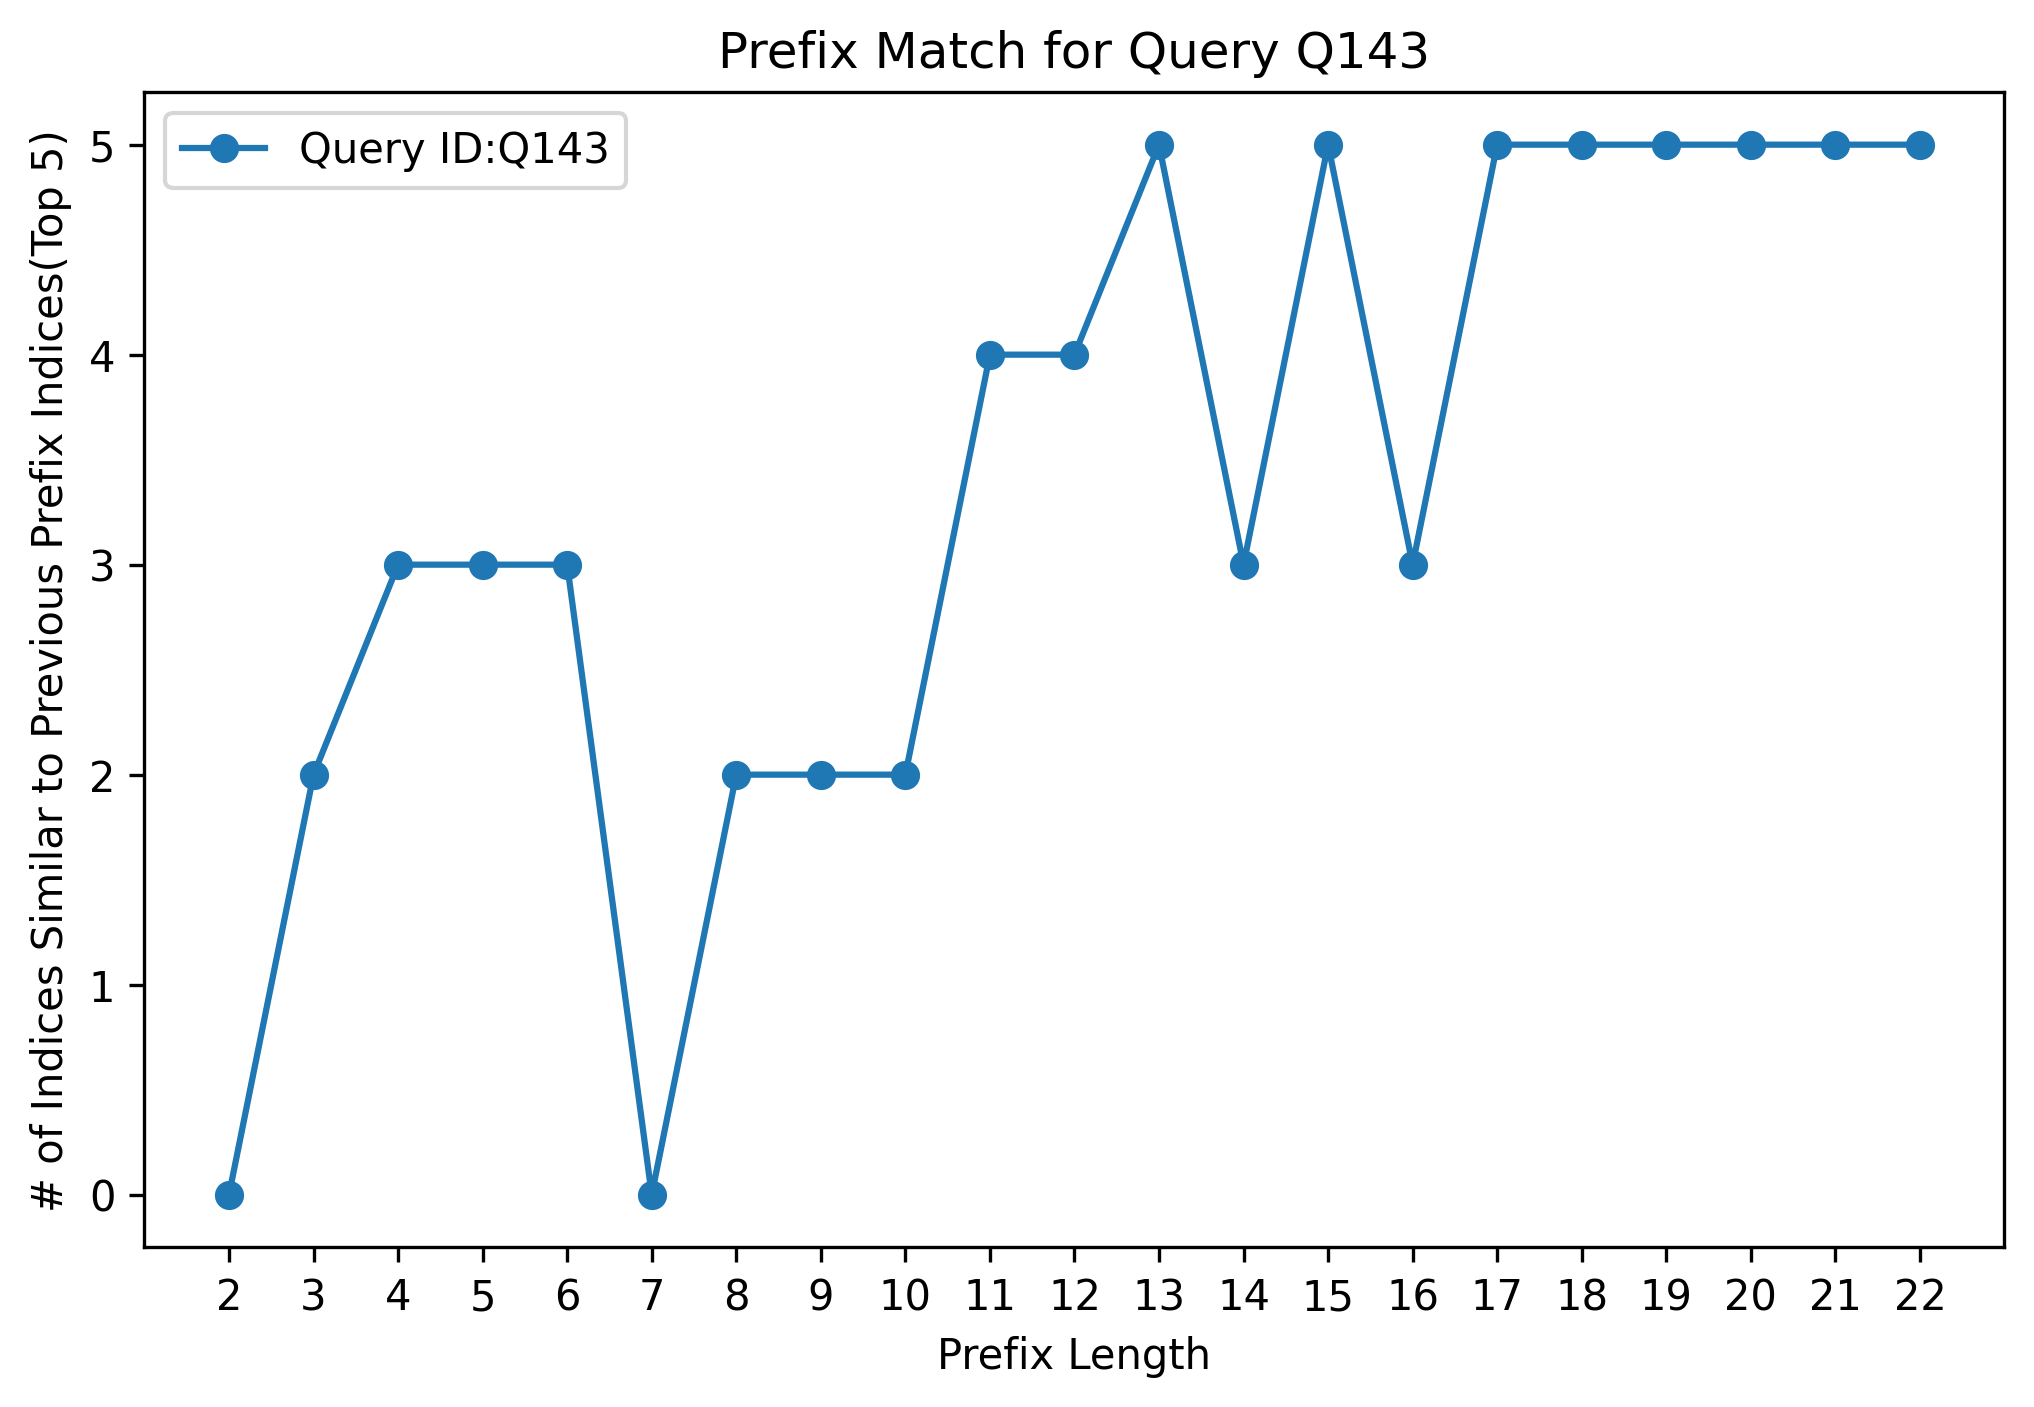 Prefix Match for Query Q143
Query ID:Q143
# of Indices Similar to Previous Prefix Indices(Top 5)
5
4
3
2
1
0
2 3 4 5 6 7 8 9 10 11 12 13 14 15 16 17 18 19 20 21 22
Prefix Length